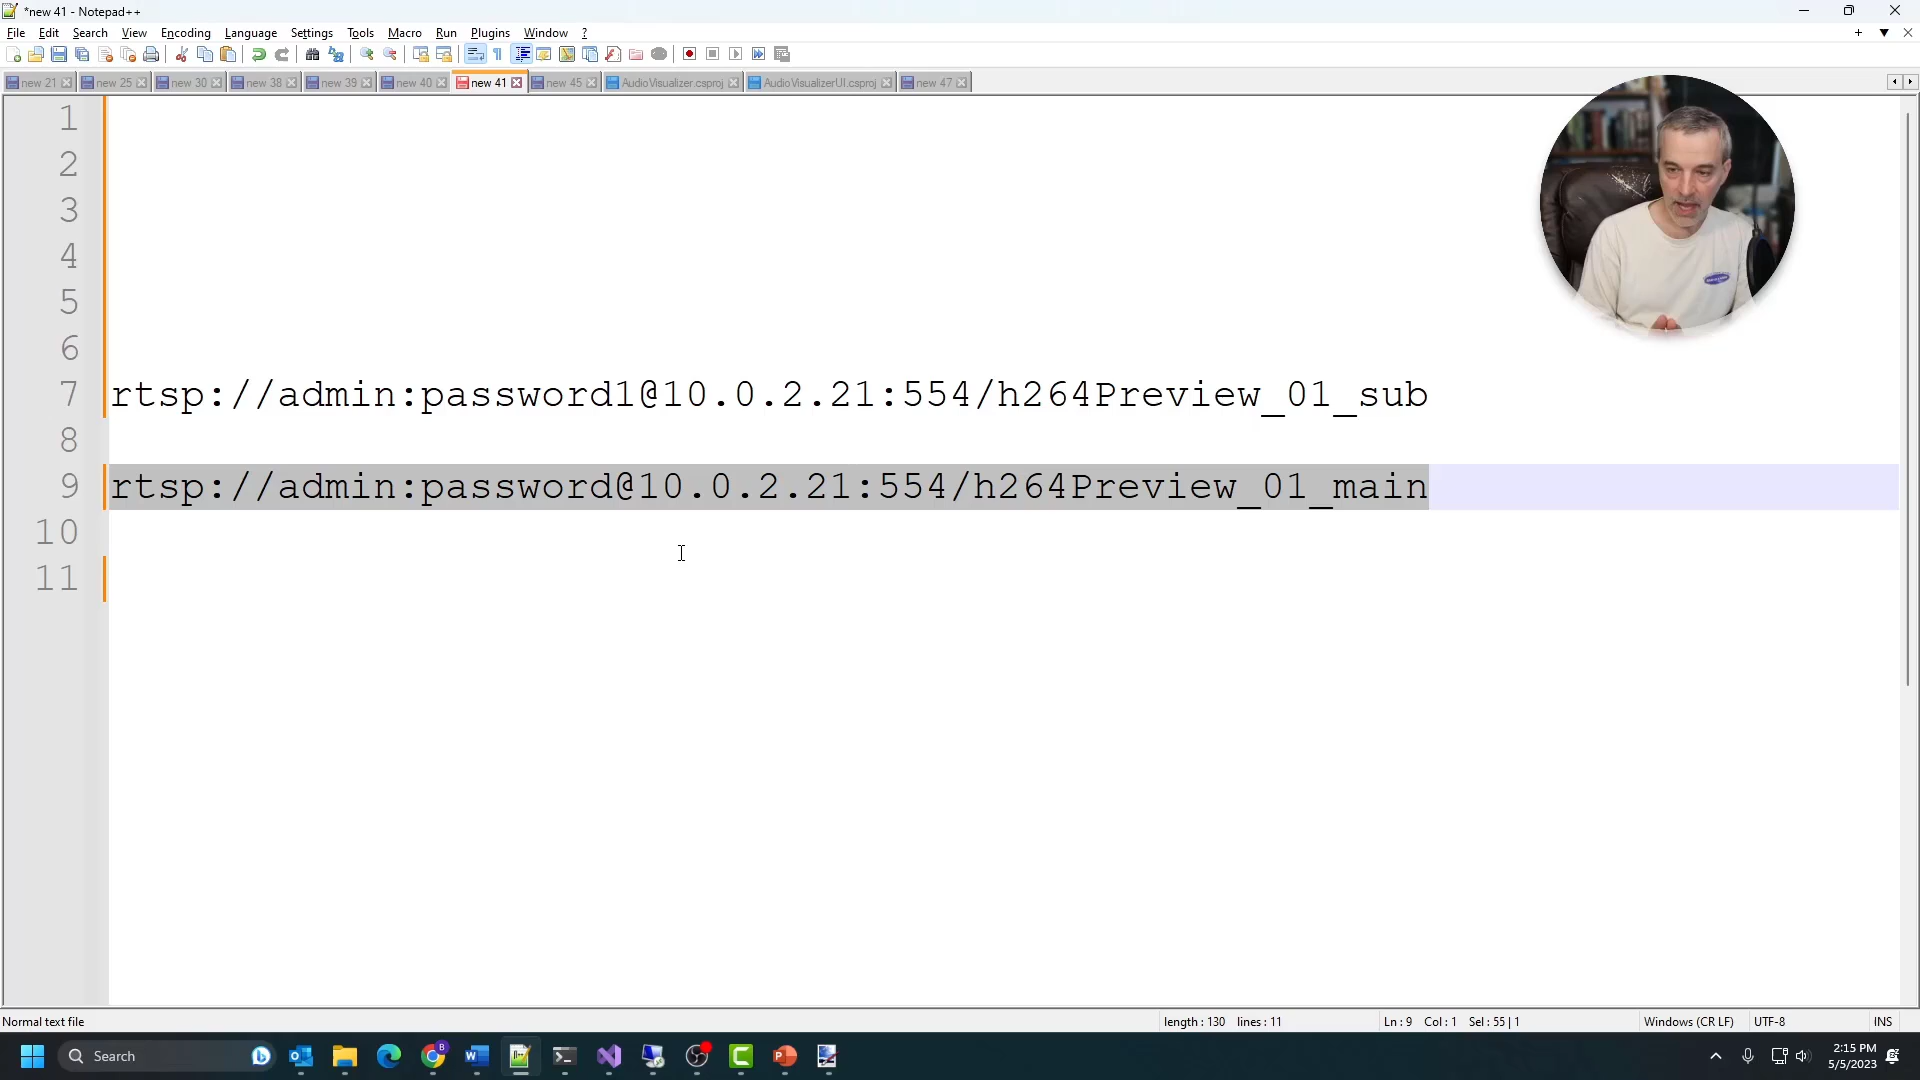 *new 41 - Notepad++
File Edit Search View Encoding Language Settings Tools Macro Run Plugins Window ?
new 21 new 25 new 30 new 38 new 39 new 40 new 41 new 45 AudioVisualizer.csproj AudioVisualizerUI.csproj new 47
1
2
3
4
5
6
7 rtsp://admin:password1@10.0.2.21:554/h264Preview_01_sub
8
9 rtsp://admin:password@10.0.2.21:554/h264Preview_01_main
10
11
Normal text file length : 130 lines : 11 Ln : 9 Col : 1 Sel : 55 | 1 Windows (CR LF) UTF-8 INS
Search 2:15 PM
5/5/2023